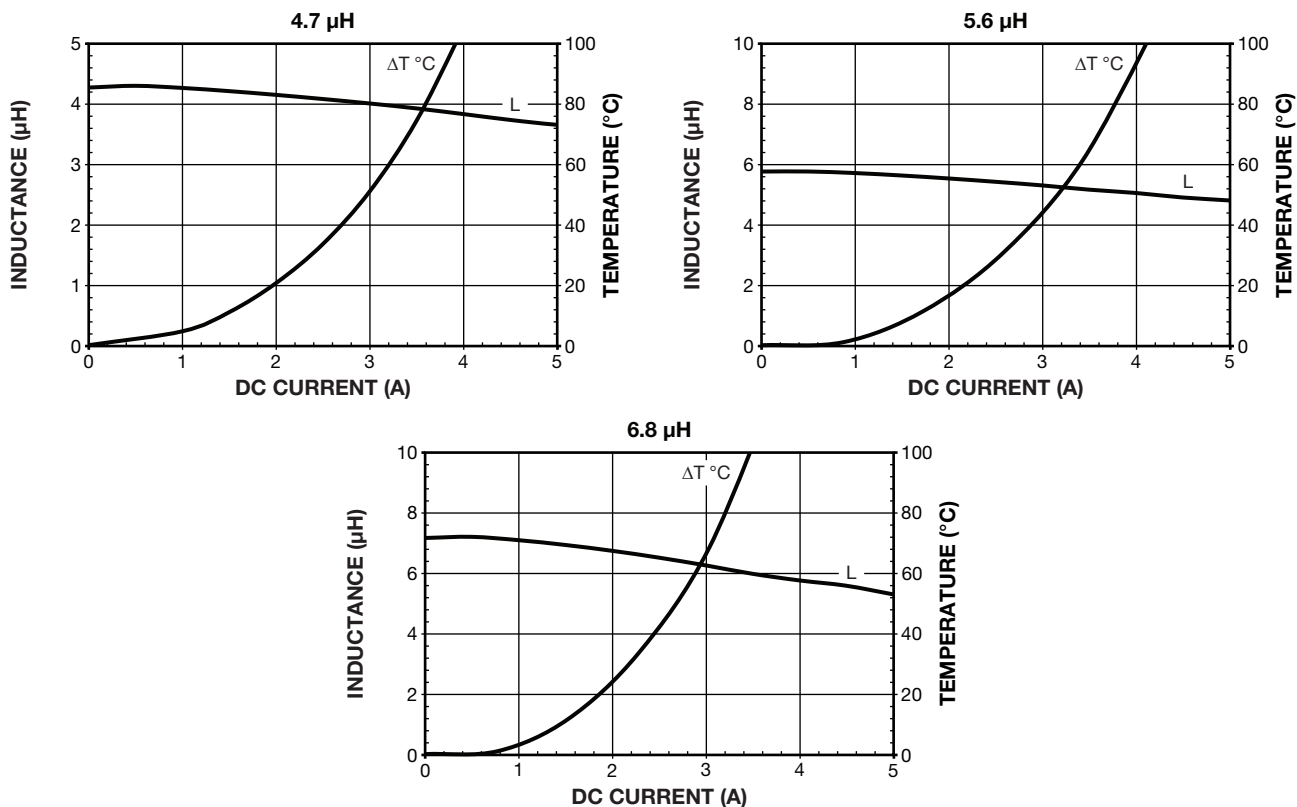 4.7 µH
5
4
3
2
1
0
INDUCTANCE (µH)
100
80
60
40
20
0
TEMPERATURE (°C)
ΔT °C
L
0 1 2 3 4 5
DC CURRENT (A)
5.6 µH
10
8
6
4
2
0
INDUCTANCE (µH)
100
80
60
40
20
0
TEMPERATURE (°C)
ΔT °C
L
0 1 2 3 4 5
DC CURRENT (A)
6.8 µH
10
8
6
4
2
0
INDUCTANCE (µH)
100
80
60
40
20
0
TEMPERATURE (°C)
ΔT °C
L
0 1 2 3 4 5
DC CURRENT (A)